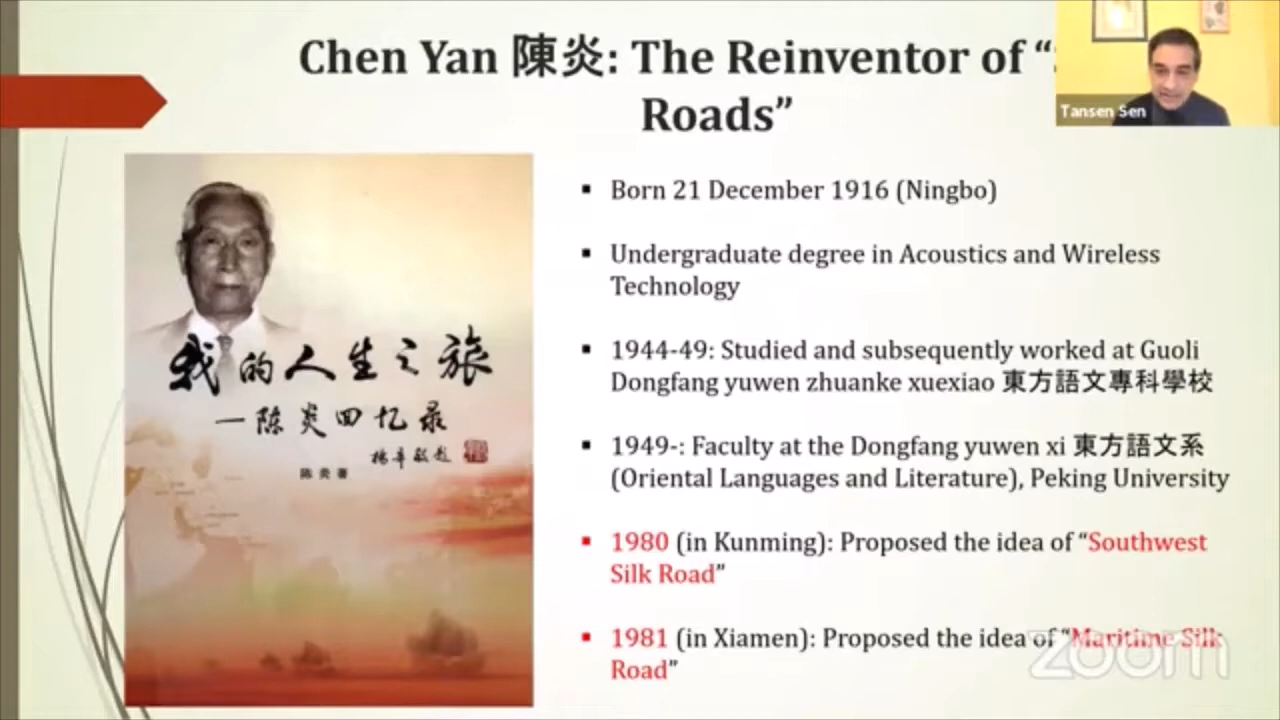 Chen Yan 陳炎: The Reinventor of “
Roads”
Tansen Sen
我的人生之旅
—陈炎回忆录
陈炎著
▪ Born 21 December 1916 (Ningbo)
▪ Undergraduate degree in Acoustics and Wireless
Technology
▪ 1944-49: Studied and subsequently worked at Guoli
Dongfang yuwen zhuanke xuexiao 東方語文專科學校
▪ 1949-: Faculty at the Dongfang yuwen xi 東方語文系
(Oriental Languages and Literature), Peking University
▪ 1980 (in Kunming): Proposed the idea of “Southwest
Silk Road”
▪ 1981 (in Xiamen): Proposed the idea of “Maritime Silk
Road”
zoom